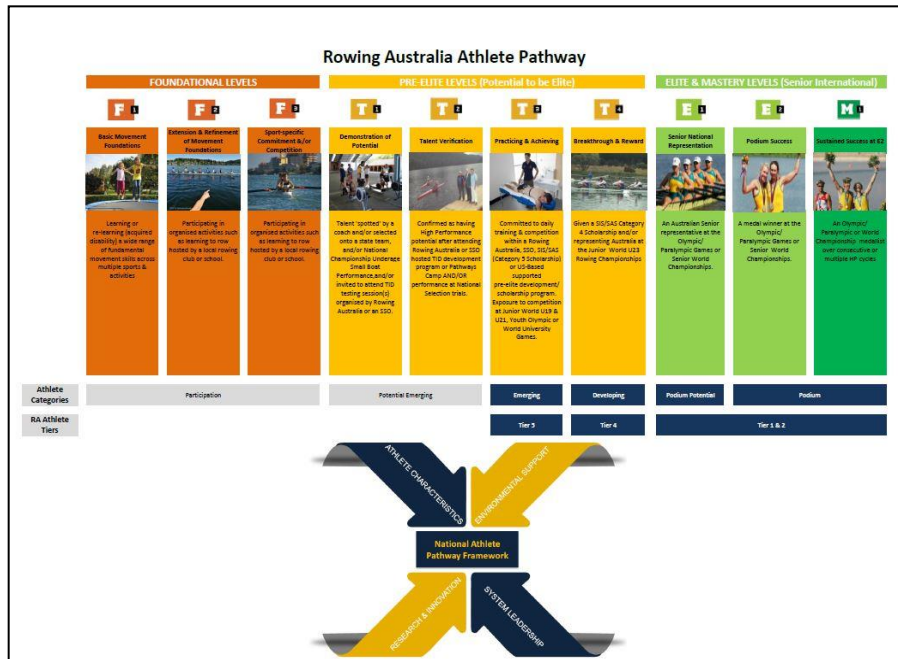 Rowing Australia Athlete Pathway
FOUNDATIONAL LEVELS
PRE-ELITE LEVELS (Potential to be Elite)
ELITE & MASTERY LEVELS (Senior International)
F 1
F 2
F 3
T 1
T 2
T 3
T 4
E 1
E 2
M 1
Basic Movement
Foundations
Extension & Refinement
of Movement
Foundations
Sport-specific
Commitment &/or
Competition
Demonstration of
Potential
Talent Verification
Practicing & Achieving
Breakthrough & Reward
Senior National
Representation
Podium Success
Sustained Success at E2
Learning or
re-learning (acquired
disability) a wide range
of fundamental
movement skills across
multiple sports &
activities.
Participating in
organised activities such
as learning to row
hosted by a local rowing
club or school.
Participating in
organised activities such
as learning to row
hosted by a local rowing
club or school.
Talent 'spotted' by a
coach and/or selected
onto a state team,
and/or National
Championship Underage
Small Boat
Performance,and/or
invited to attend TID
testing session(s)
organised by Rowing
Australia or an SSO.
Confirmed as having
High Performance
potential after attending
Rowing Australia or SSO
hosted TID development
program or Pathways
Camp AND/OR
performance at National
Selection trials.
Committed to daily
training & competition
within a Rowing
Australia, SSO, SIS/SAS
(Category 5 Scholarship)
or US-Based
supported
pre-elite development/
scholarship program.
Exposure to competition
at Junior World U19 &
U21, Youth Olympic or
World University
Games.
Given a SIS/SAS Category
4 Scholarship and/or
representing Australia at
the Junior World U23
Rowing Championships
An Australian Senior
representative at the
Olympic/
Paralympic Games or
Senior World
Championships.
A medal winner at the
Olympic/
Paralympic Games or
Senior World
Championships.
An Olympic/
Paralympic or World
Championship medallist
over consecutive or
multiple HP cycles.
Athlete
Categories
Participation
Potential Emerging
Emerging
Developing
Podium Potential
Podium
RA Athlete
Tiers
Tier 5
Tier 4
Tier 1 & 2
ATHLETE CHARACTERISTICS
ENVIRONMENTAL SUPPORT
National Athlete
Pathway Framework
RESEARCH & INNOVATION
SYSTEM LEADERSHIP